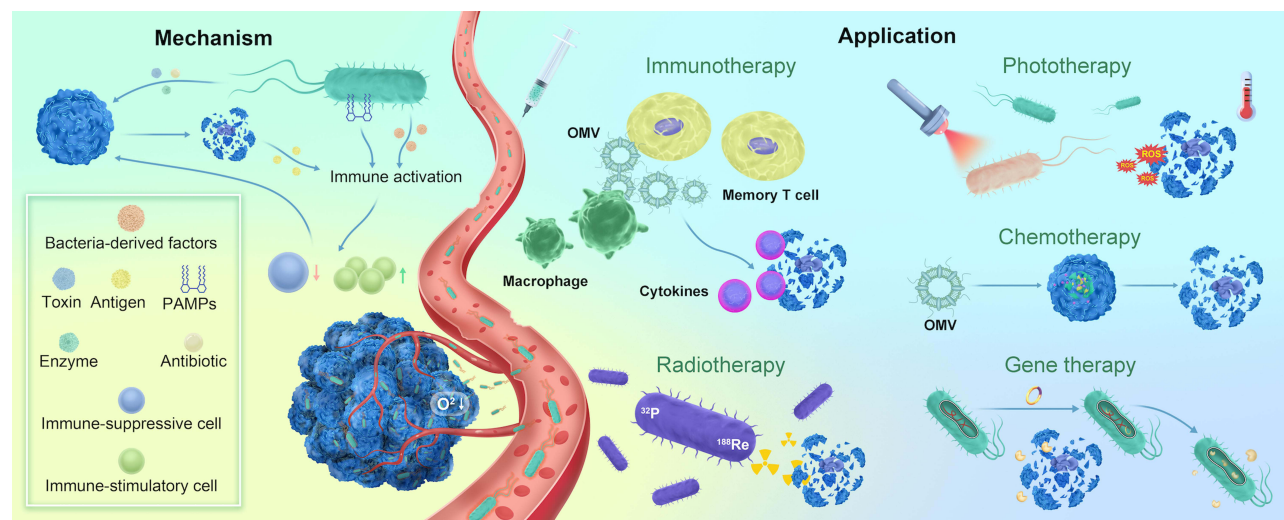 Mechanism
Immune activation
Bacteria-derived factors
Toxin Antigen PAMPs
Enzyme Antibiotic
Immune-suppressive cell
Immune-stimulatory cell
O² ↓
Application
Immunotherapy
OMV
Memory T cell
Macrophage
Cytokines
Phototherapy
ROS
ROS
ROS
Chemotherapy
OMV
Radiotherapy
³²P
¹⁸⁸Re
Gene therapy